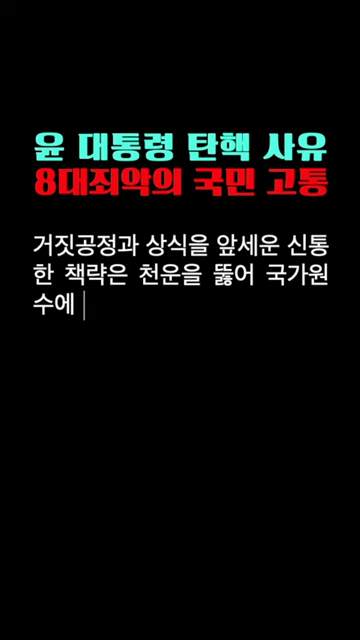 윤 대통령 탄핵 사유
8대죄악의 국민 고통
거짓공정과 상식을 앞세운 신통
한 책략은 천운을 뚫어 국가원
수에